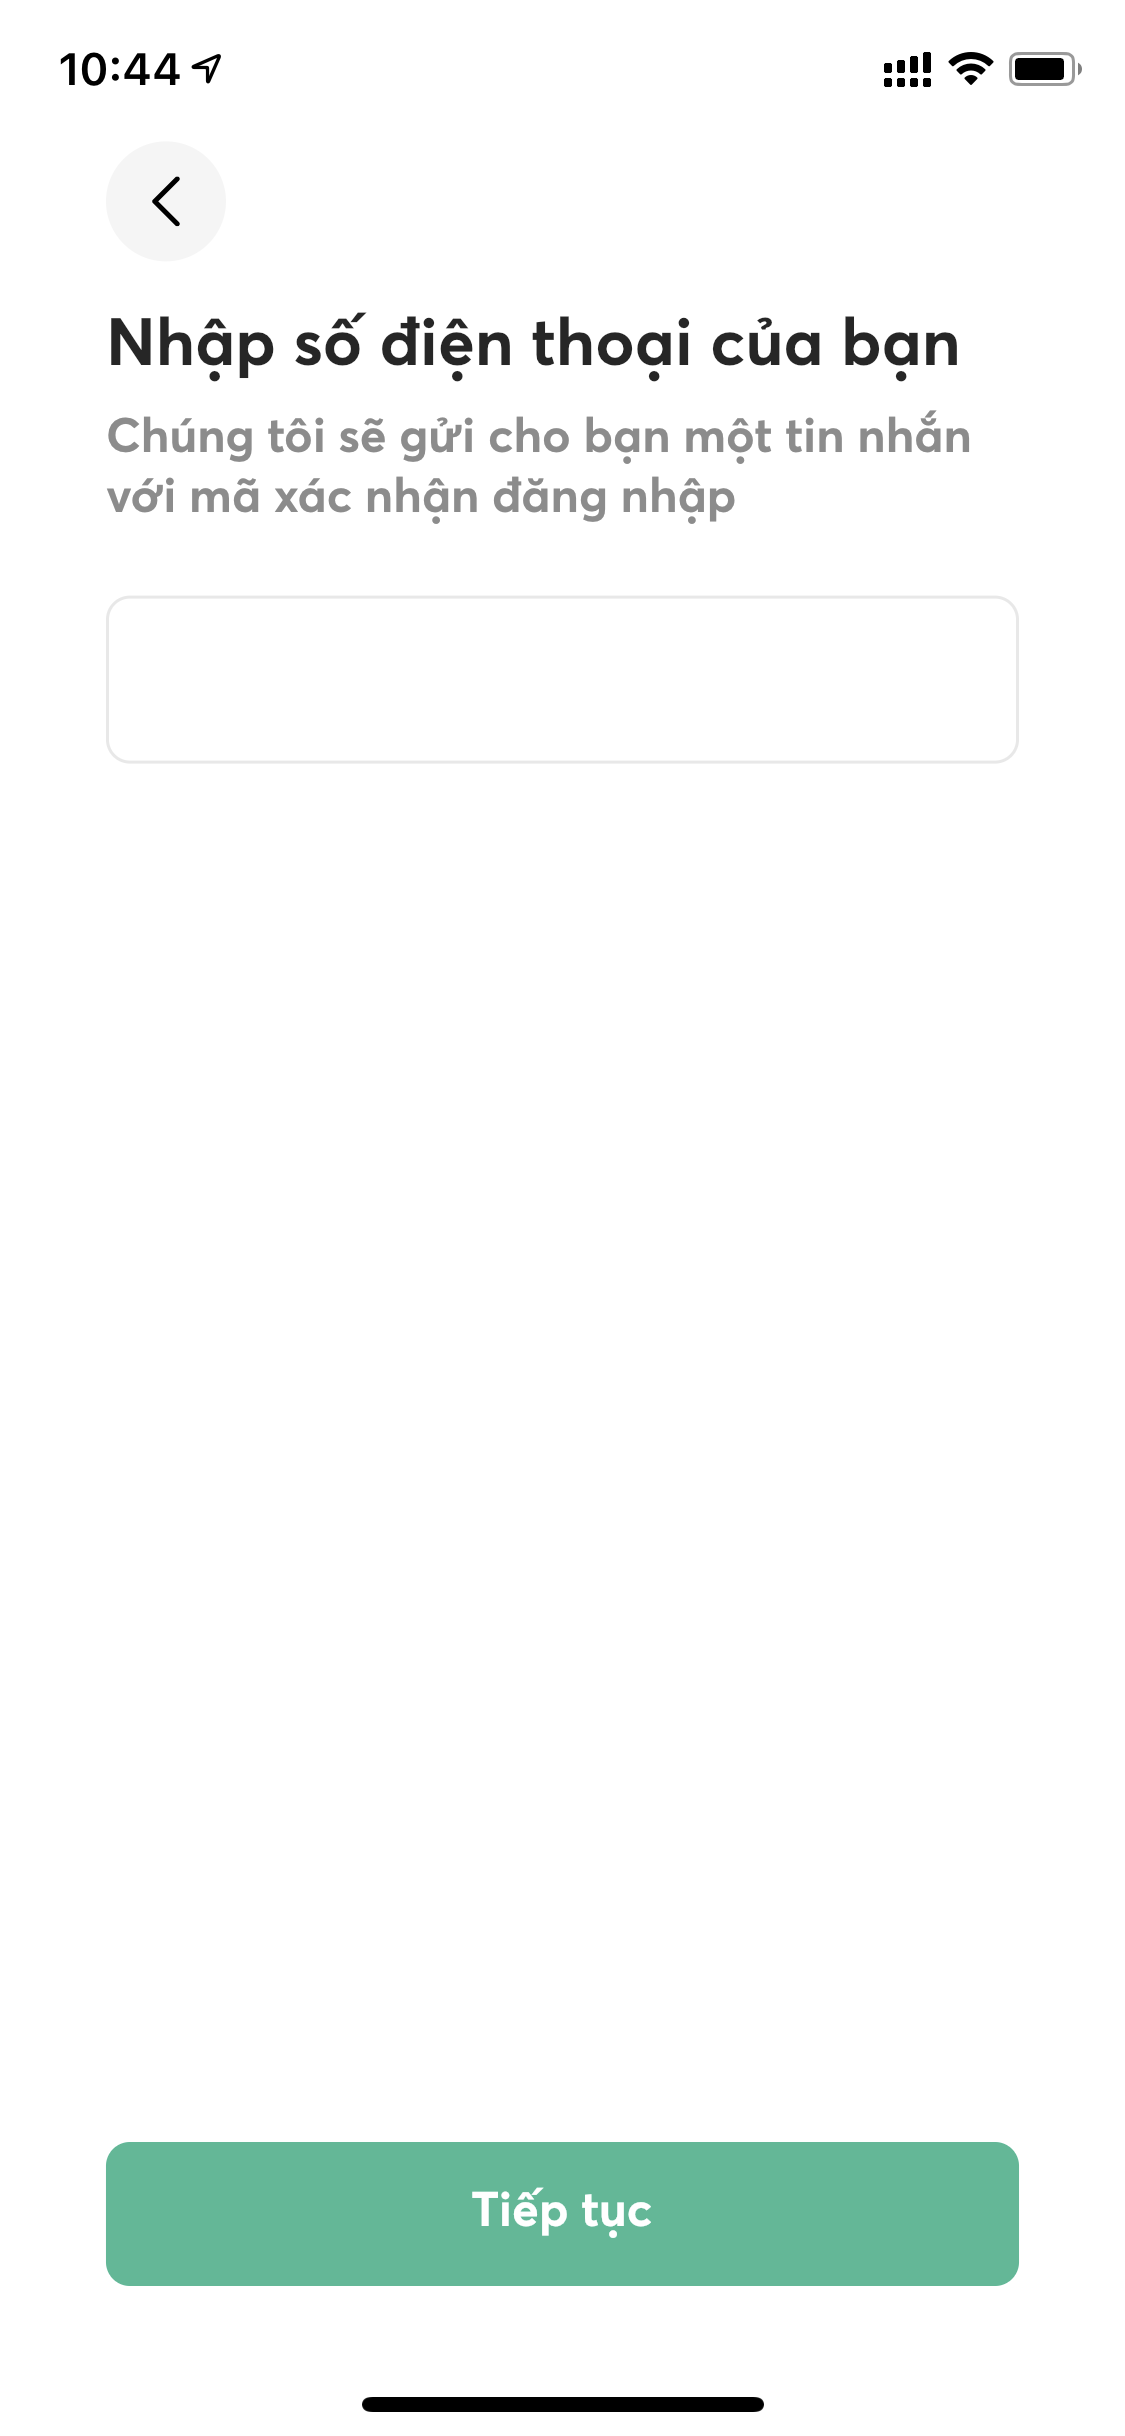 10:44
Nhập số điện thoại của bạn
Chúng tôi sẽ gửi cho bạn một tin nhắn
với mã xác nhận đăng nhập
Tiếp tục